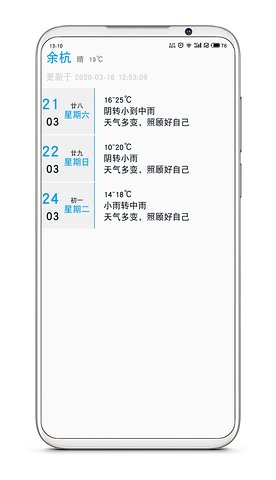 13:10
76
余杭 晴 19℃
更新于 2020-03-18 12:53:09
21 廿八
03 星期六
16~25℃
阴转小到中雨
天气多变，照顾好自己
22 廿九
03 星期日
10~20℃
阴转小雨
天气多变，照顾好自己
24 初一
03 星期二
14~18℃
小雨转中雨
天气多变，照顾好自己